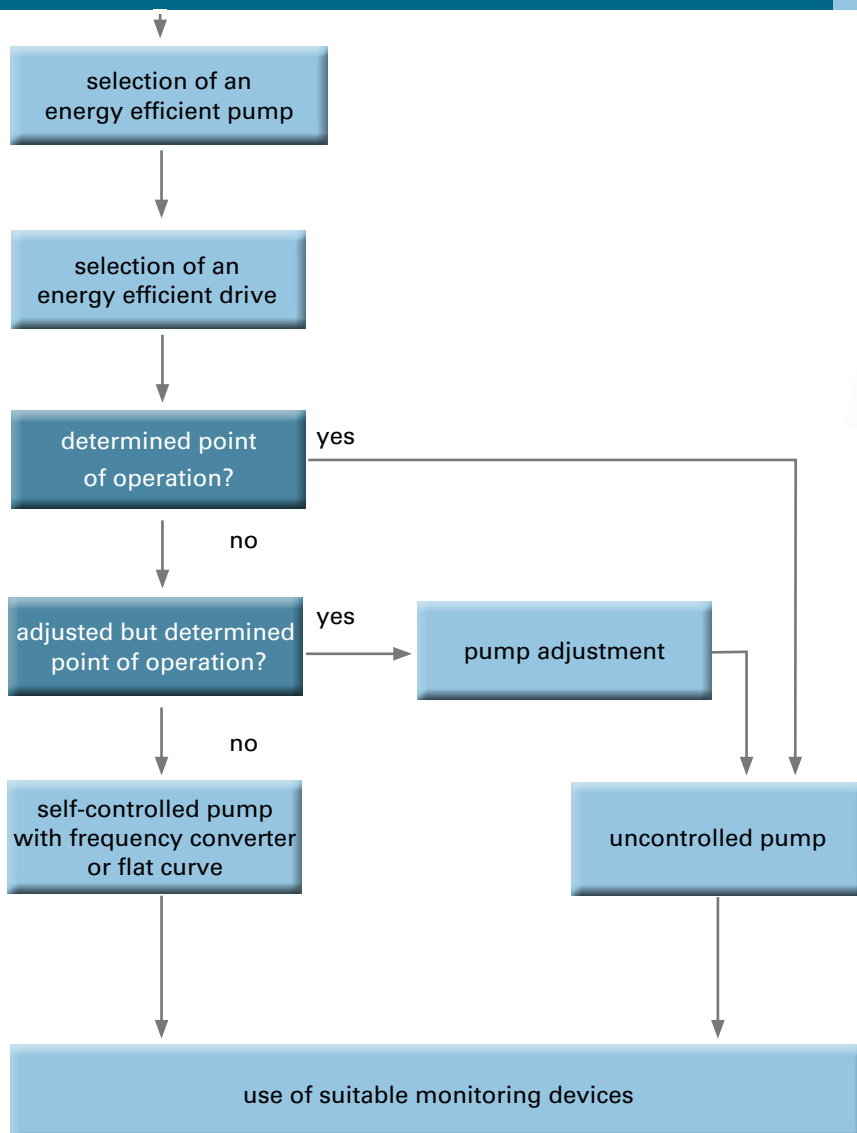 selection of an
energy efficient pump
selection of an
energy efficient drive
determined point
of operation?
yes
no
adjusted but determined
point of operation?
yes
pump adjustment
no
self-controlled pump
with frequency converter
or flat curve
uncontrolled pump
use of suitable monitoring devices